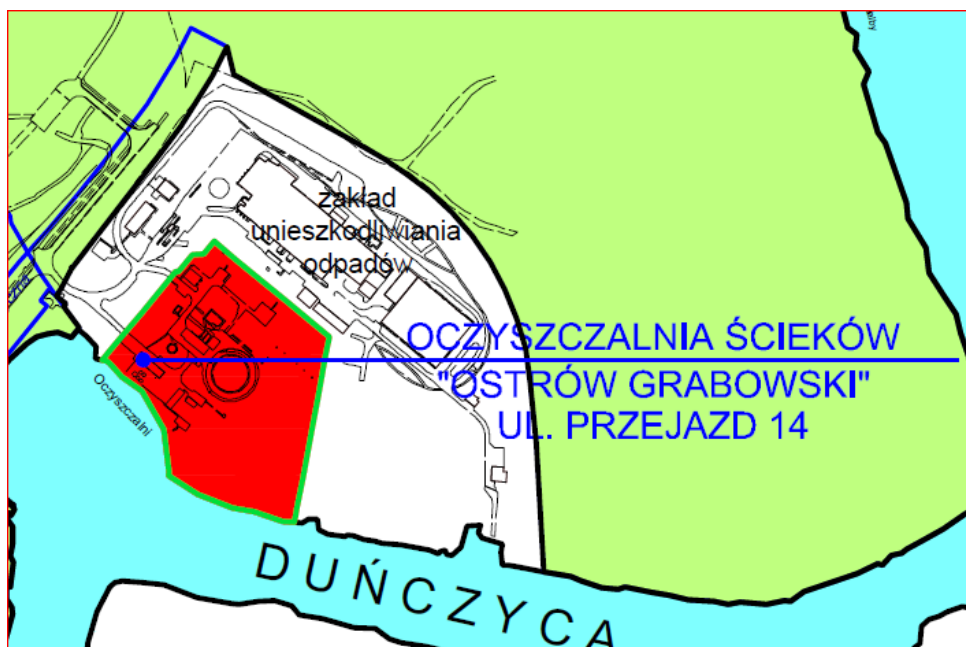 zakład
unieszkodliwiania
odpadów
OCZYSZCZALNIA ŚCIEKÓW
"OSTRÓW GRABOWSKI"
UL. PRZEJAZD 14
Oczyszczalni
DUŃCZYCA